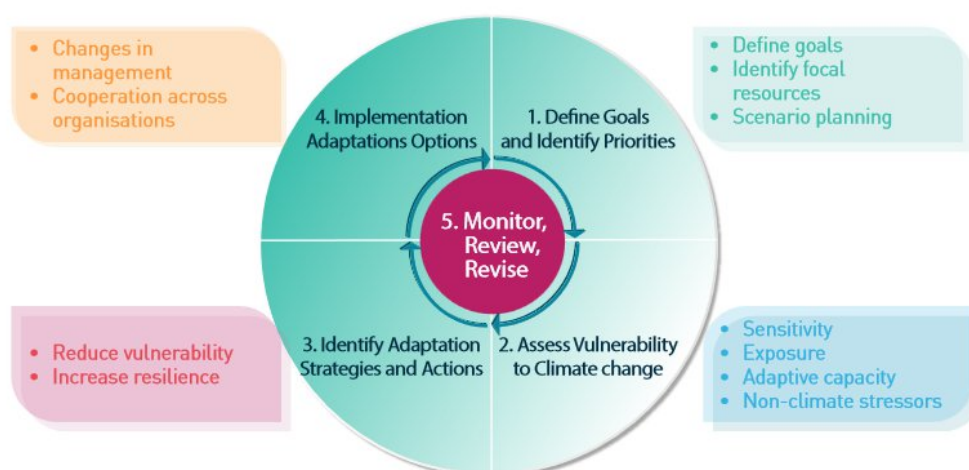 • Changes in
management
• Cooperation across
organisations
• Define goals
• Identify focal
resources
• Scenario planning
4. Implementation
Adaptations Options
1. Define Goals
and Identify Priorities
5. Monitor,
Review,
Revise
3. Identify Adaptation
Strategies and Actions
2. Assess Vulnerability
to Climate change
• Reduce vulnerability
• Increase resilience
• Sensitivity
• Exposure
• Adaptive capacity
• Non-climate stressors